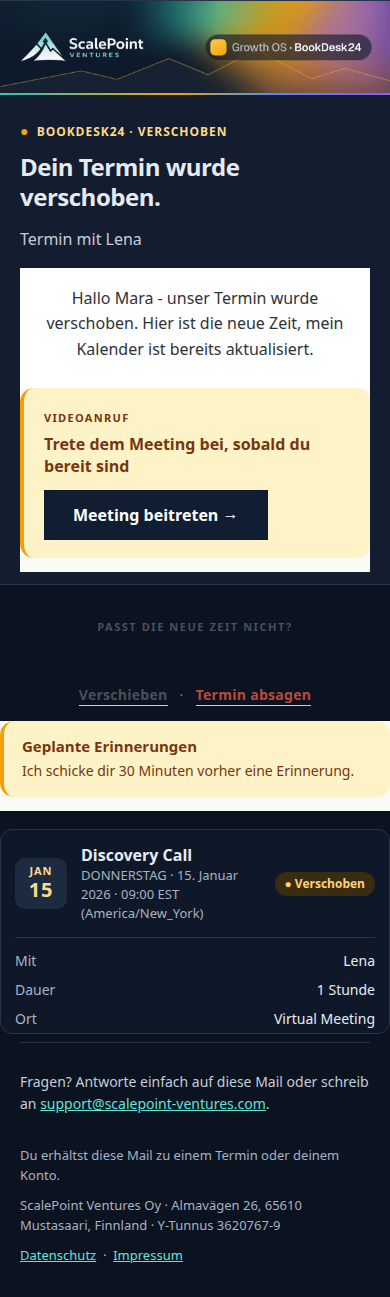 ScalePoint
VENTURES
Growth OS · BookDesk24
● BOOKDESK24 · VERSCHOBEN
Dein Termin wurde
verschoben.
Termin mit Lena
Hallo Mara - unser Termin wurde
verschoben. Hier ist die neue Zeit, mein
Kalender ist bereits aktualisiert.
VIDEOANRUF
Trete dem Meeting bei, sobald du
bereit sind
Meeting beitreten →
PASST DIE NEUE ZEIT NICHT?
Verschieben · Termin absagen
Geplante Erinnerungen
Ich schicke dir 30 Minuten vorher eine Erinnerung.
JAN
15
Discovery Call
DONNERSTAG · 15. Januar
2026 · 09:00 EST
(America/New_York)
● Verschoben
Mit Lena
Dauer 1 Stunde
Ort Virtual Meeting
Fragen? Antworte einfach auf diese Mail oder schreib
an support@scalepoint-ventures.com.
Du erhältst diese Mail zu einem Termin oder deinem
Konto.
ScalePoint Ventures Oy · Almavägen 26, 65610
Mustasaari, Finnland · Y-Tunnus 3620767-9
Datenschutz · Impressum